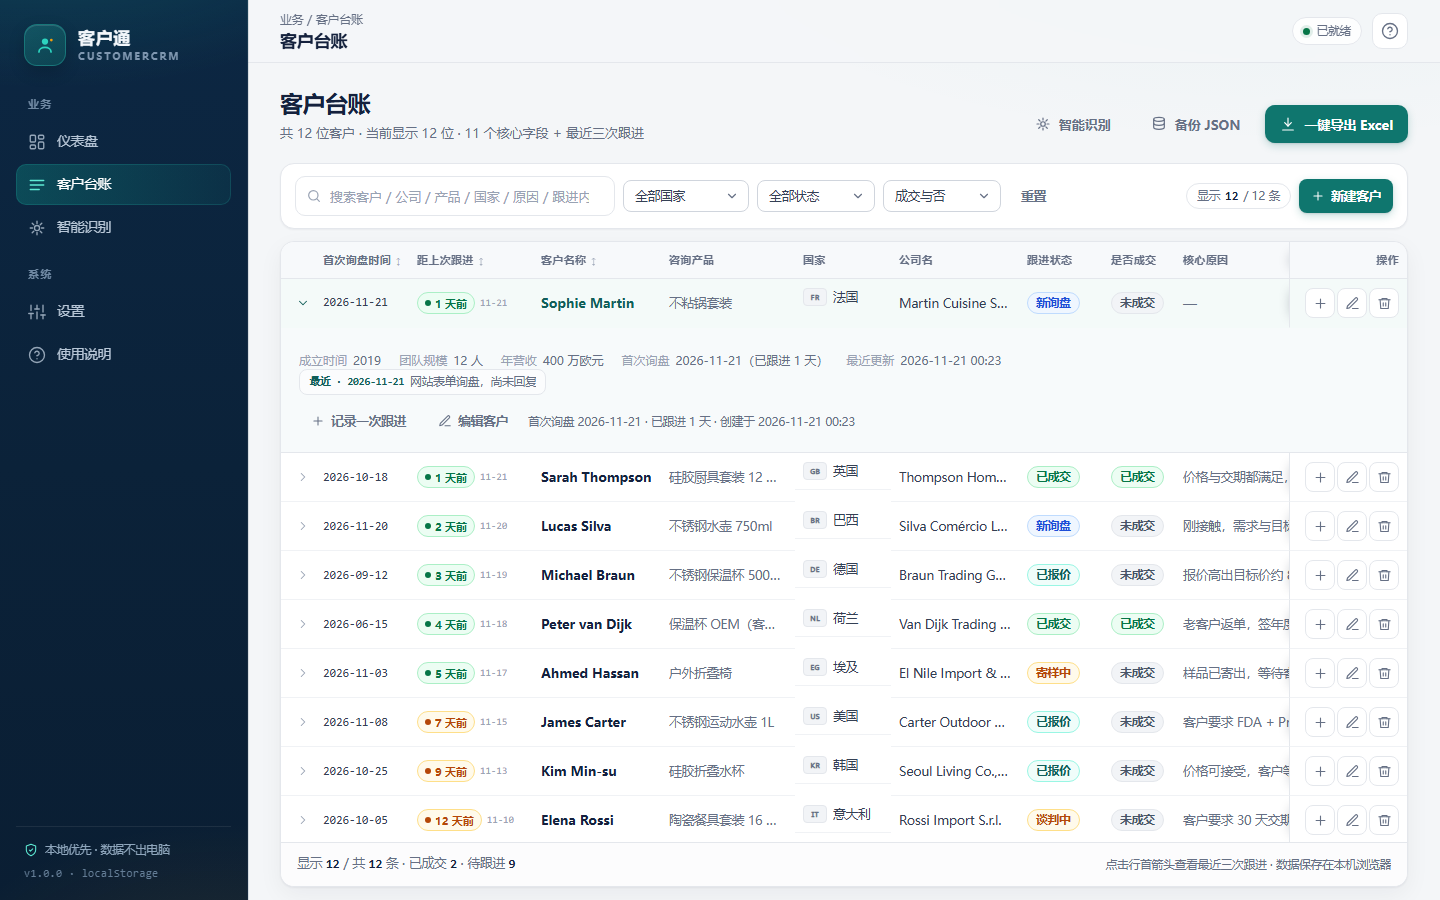 客户通
CUSTOMERCRM
业务
仪表盘
客户台账
智能识别
系统
设置
使用说明
本地优先 · 数据不出电脑
v1.0.0 · localStorage
业务 / 客户台账
客户台账
已就绪
客户台账
共 12 位客户 · 当前显示 12 位 · 11 个核心字段 + 最近三次跟进
智能识别
备份 JSON
一键导出 Excel
搜索客户 / 公司 / 产品 / 国家 / 原因 / 跟进内
全部国家
全部状态
成交与否
重置
显示 12 / 12 条
新建客户
首次询盘时间 ↕ 距上次跟进 ↕ 客户名称 ↕ 咨询产品 国家 公司名 跟进状态 是否成交 核心原因 操作
2026-11-21 1 天前 11-21 Sophie Martin 不粘锅套装 FR 法国 Martin Cuisine S... 新询盘 未成交 —
成立时间 2019 团队规模 12 人 年营收 400 万欧元 首次询盘 2026-11-21（已跟进 1 天） 最近更新 2026-11-21 00:23
最近 · 2026-11-21 网站表单询盘，尚未回复
记录一次跟进 编辑客户 首次询盘 2026-11-21 · 已跟进 1 天 · 创建于 2026-11-21 00:23
2026-10-18 1 天前 11-21 Sarah Thompson 硅胶厨具套装 12 ... GB 英国 Thompson Hom... 已成交 已成交 价格与交期都满足，
2026-11-20 2 天前 11-20 Lucas Silva 不锈钢水壶 750ml BR 巴西 Silva Comércio L... 新询盘 未成交 刚接触，需求与目标
2026-09-12 3 天前 11-19 Michael Braun 不锈钢保温杯 500... DE 德国 Braun Trading G... 已报价 未成交 报价高出目标价约
2026-06-15 4 天前 11-18 Peter van Dijk 保温杯 OEM（客... NL 荷兰 Van Dijk Trading ... 已成交 已成交 老客户返单，签年度
2026-11-03 5 天前 11-17 Ahmed Hassan 户外折叠椅 EG 埃及 El Nile Import & ... 寄样中 未成交 样品已寄出，等待客
2026-11-08 7 天前 11-15 James Carter 不锈钢运动水壶 1L US 美国 Carter Outdoor ... 已报价 未成交 客户要求 FDA + Pr
2026-10-25 9 天前 11-13 Kim Min-su 硅胶折叠水杯 KR 韩国 Seoul Living Co.,... 已报价 未成交 价格可接受，客户等
2026-10-05 12 天前 11-10 Elena Rossi 陶瓷餐具套装 16 ... IT 意大利 Rossi Import S.r.l. 谈判中 未成交 客户要求 30 天交期
显示 12 / 共 12 条 · 已成交 2 · 待跟进 9
点击行首箭头查看最近三次跟进 · 数据保存在本机浏览器